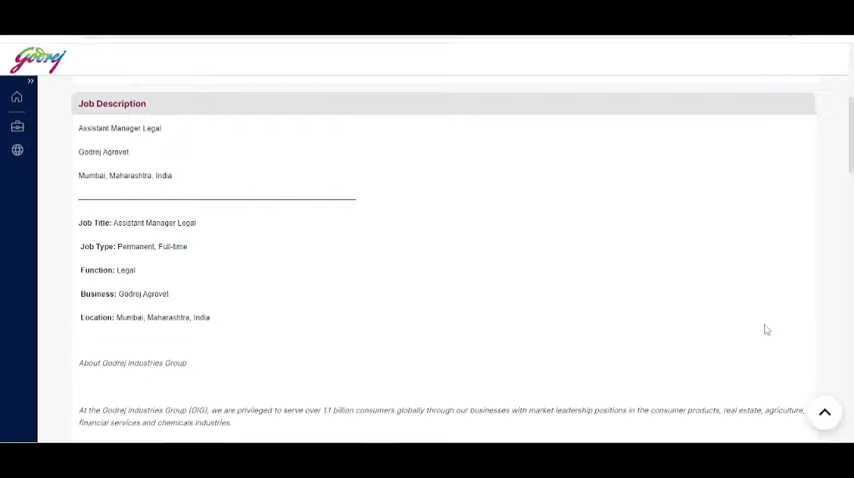 Godrej
»
Job Description
Assistant Manager Legal
Godrej Agrovet
Mumbai, Maharashtra, India
Job Title: Assistant Manager Legal
Job Type: Permanent, Full-time
Function: Legal
Business: Godrej Agrovet
Location: Mumbai, Maharashtra, India
About Godrej Industries Group
At the Godrej Industries Group (GIG), we are privileged to serve over 1.1 billion consumers globally through our businesses with market leadership positions in the consumer products, real estate, agriculture,
financial services and chemicals industries.